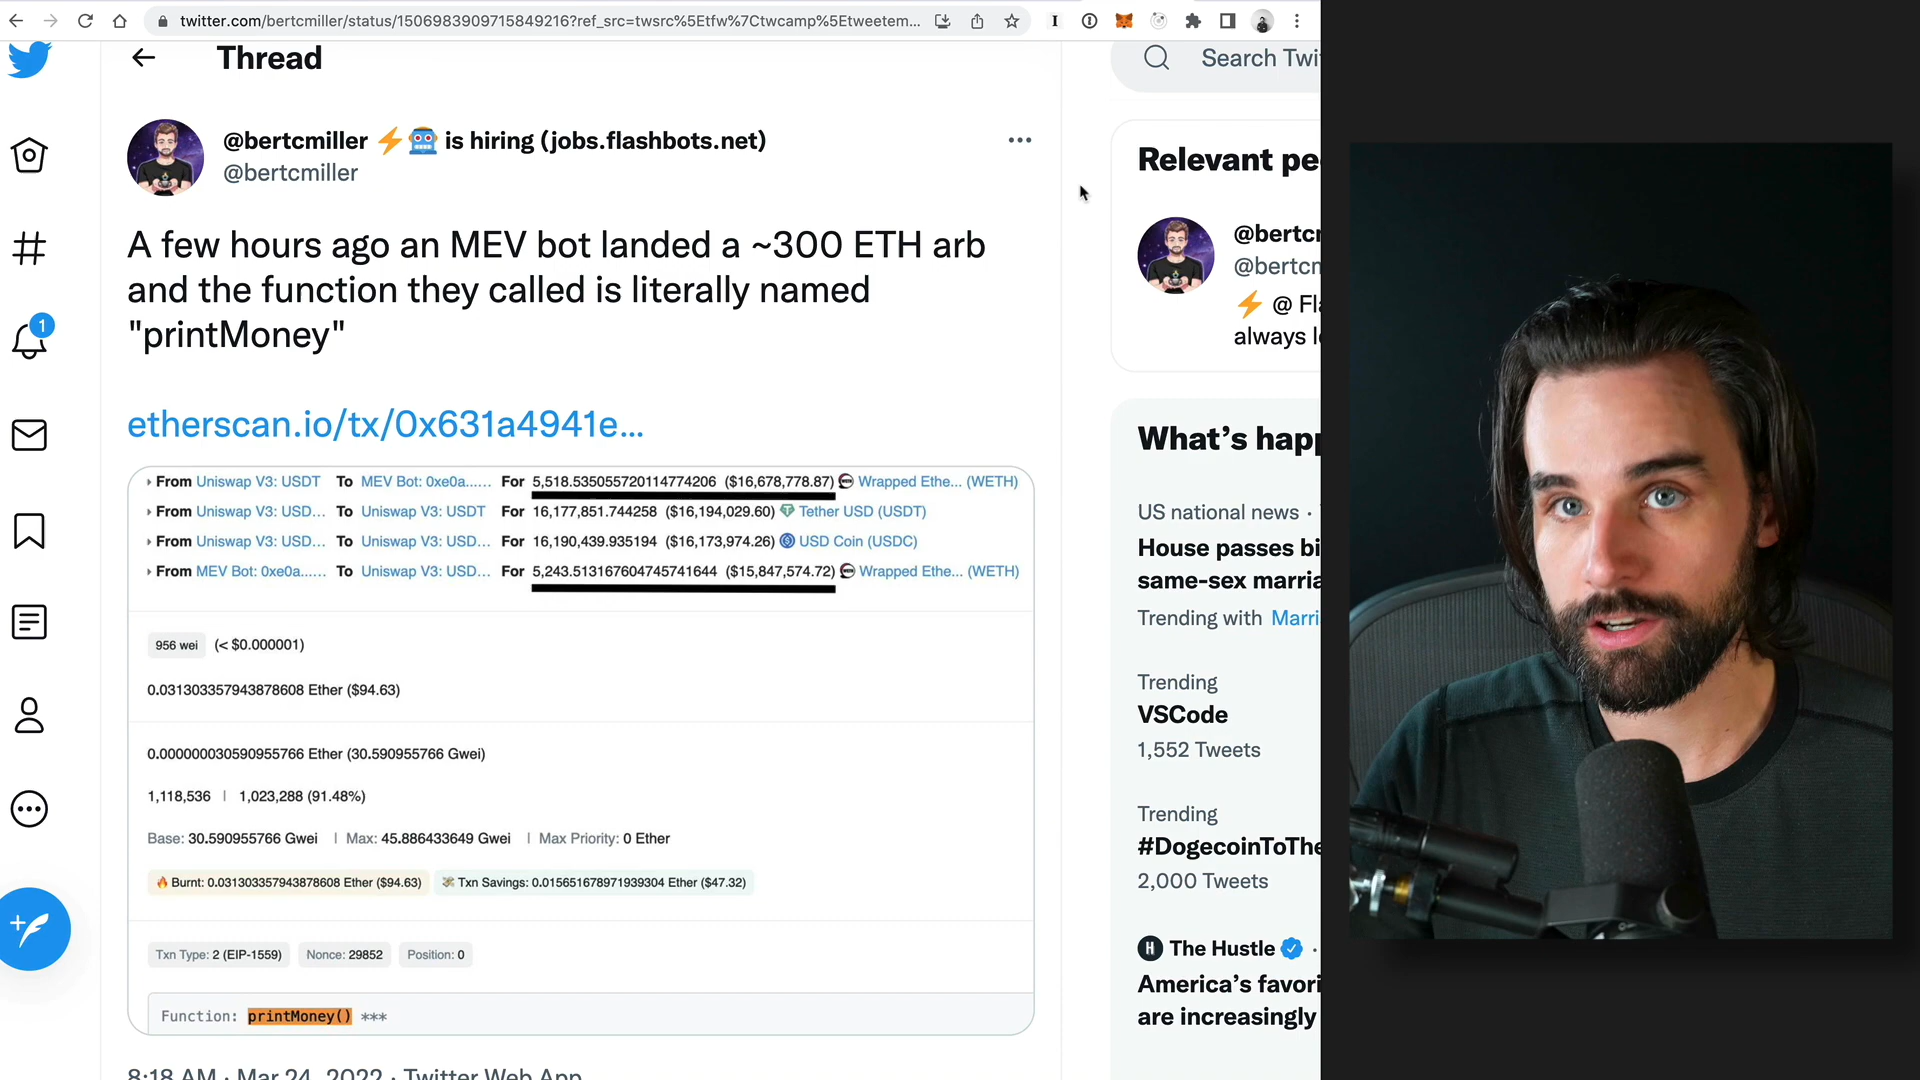 twitter.com/bertcmiller/status/1506983909715849216?ref_src=twsrc%5Etfw%7Ctwcamp%5Etweetem...
Thread
Search Twi
@bertcmiller ⚡🤖 is hiring (jobs.flashbots.net)
@bertcmiller
A few hours ago an MEV bot landed a ~300 ETH arb
and the function they called is literally named
"printMoney"
etherscan.io/tx/0x631a4941e...
From Uniswap V3: USDT To MEV Bot: 0xe0a...... For 5,518.535055720114774206 ($16,678,778.87) Wrapped Ethe... (WETH)
From Uniswap V3: USD... To Uniswap V3: USDT For 16,177,851.744258 ($16,194,029.60) Tether USD (USDT)
From Uniswap V3: USD... To Uniswap V3: USD... For 16,190,439.935194 ($16,173,974.26) USD Coin (USDC)
From MEV Bot: 0xe0a...... To Uniswap V3: USD... For 5,243.513167604745741644 ($15,847,574.72) Wrapped Ethe... (WETH)
956 wei (< $0.000001)
0.031303357943878608 Ether ($94.63)
0.000000030590955766 Ether (30.590955766 Gwei)
1,118,536 | 1,023,288 (91.48%)
Base: 30.590955766 Gwei | Max: 45.886433649 Gwei | Max Priority: 0 Ether
🔥 Burnt: 0.031303357943878608 Ether ($94.63) 💸 Txn Savings: 0.015651678971939304 Ether ($47.32)
Txn Type: 2 (EIP-1559) Nonce: 29852 Position: 0
Function: printMoney() ***
8:18 AM · Mar 24, 2022 · Twitter Web App
1
Relevant pe
@bertcr
@bertcm
⚡ @ Fl
always l
What's hap
US national news ·
House passes bi
same-sex marria
Trending with Marri
Trending
VSCode
1,552 Tweets
Trending
#DogecoinToThe
2,000 Tweets
H The Hustle ·
America's favori
are increasingly